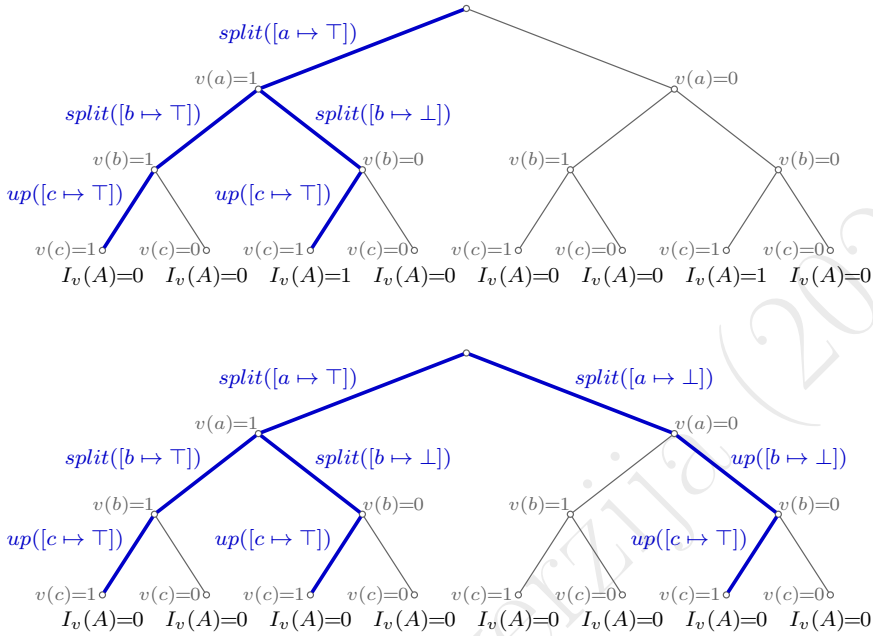 split([a ↦ ⊤])
v(a)=1 v(a)=0
split([b ↦ ⊤]) split([b ↦ ⊥])
v(b)=1 v(b)=0 v(b)=1 v(b)=0
up([c ↦ ⊤]) up([c ↦ ⊤])
v(c)=1 v(c)=0 v(c)=1 v(c)=0 v(c)=1 v(c)=0 v(c)=1 v(c)=0
I_v(A)=0 I_v(A)=0 I_v(A)=1 I_v(A)=0 I_v(A)=0 I_v(A)=0 I_v(A)=1 I_v(A)=0
split([a ↦ ⊤]) split([a ↦ ⊥])
v(a)=1 v(a)=0
split([b ↦ ⊤]) split([b ↦ ⊥]) up([b ↦ ⊥])
v(b)=1 v(b)=0 v(b)=1 v(b)=0
up([c ↦ ⊤]) up([c ↦ ⊤]) up([c ↦ ⊤])
v(c)=1 v(c)=0 v(c)=1 v(c)=0 v(c)=1 v(c)=0 v(c)=1 v(c)=0
I_v(A)=0 I_v(A)=0 I_v(A)=0 I_v(A)=0 I_v(A)=0 I_v(A)=0 I_v(A)=0 I_v(A)=0